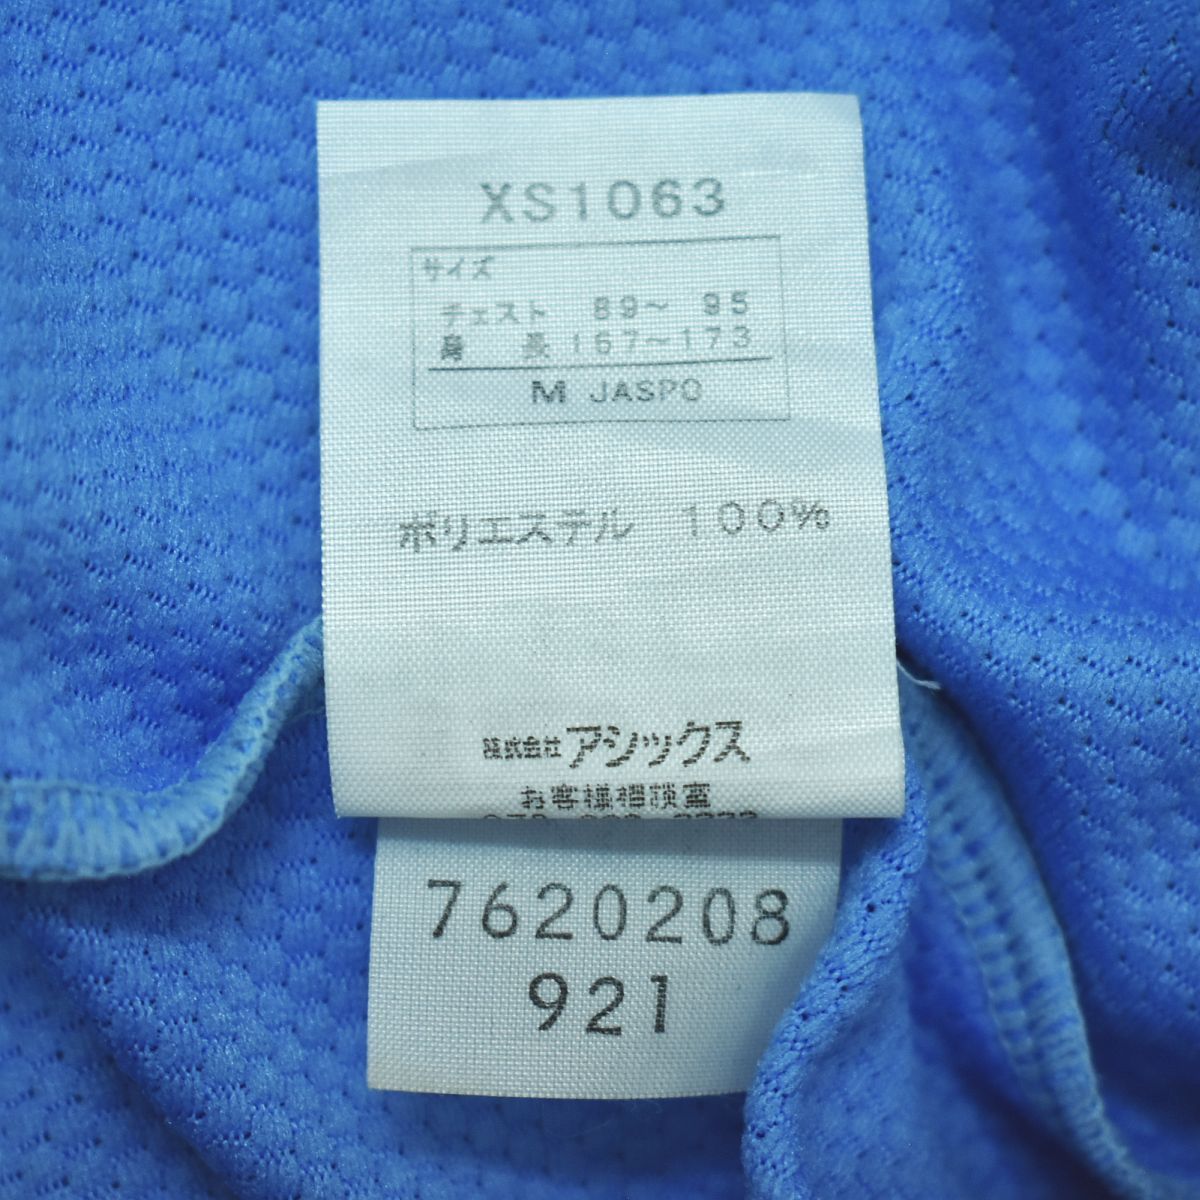 XS1063
サイズ
チェスト 89～ 95
身 長 167～173
M JASPO
ポリエステル 100%
株式会社アシックス
お客様相談室
7620208
921